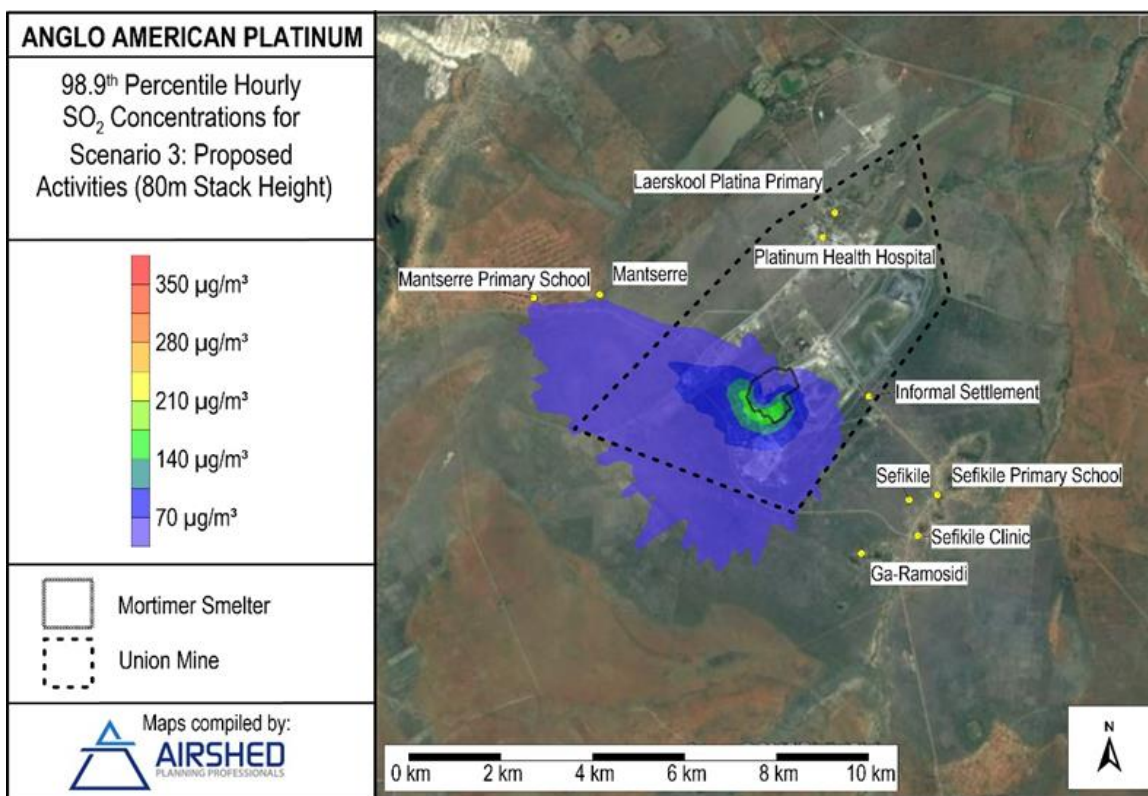 ANGLO AMERICAN PLATINUM
98.9th Percentile Hourly
SO₂ Concentrations for
Scenario 3: Proposed
Activities (80m Stack Height)
350 µg/m³
280 µg/m³
210 µg/m³
140 µg/m³
70 µg/m³
Mortimer Smelter
Union Mine
Maps compiled by:
AIRSHED
PLANNING PROFESSIONALS
Laerskool Platina Primary
Platinum Health Hospital
Mantserre Primary School
Mantserre
Informal Settlement
Sefikile
Sefikile Primary School
Sefikile Clinic
Ga-Ramosidi
0 km 2 km 4 km 6 km 8 km 10 km
N